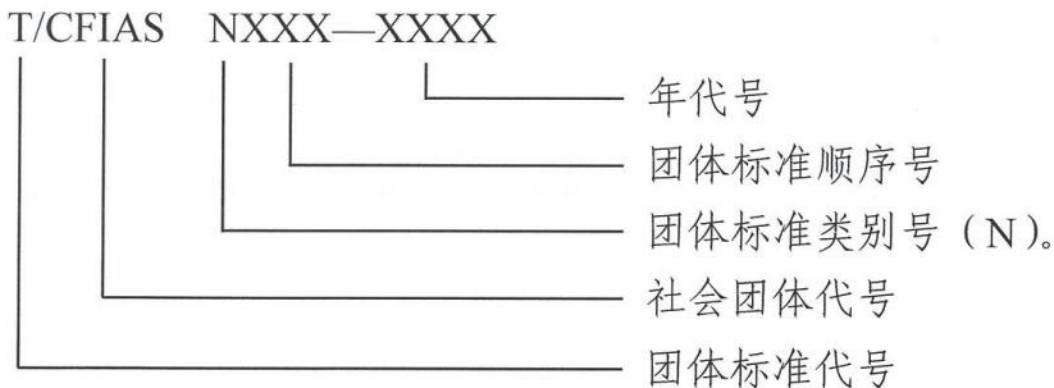 T/CFIAS NXXX—XXXX
年代号
团体标准顺序号
团体标准类别号（N）。
社会团体代号
团体标准代号